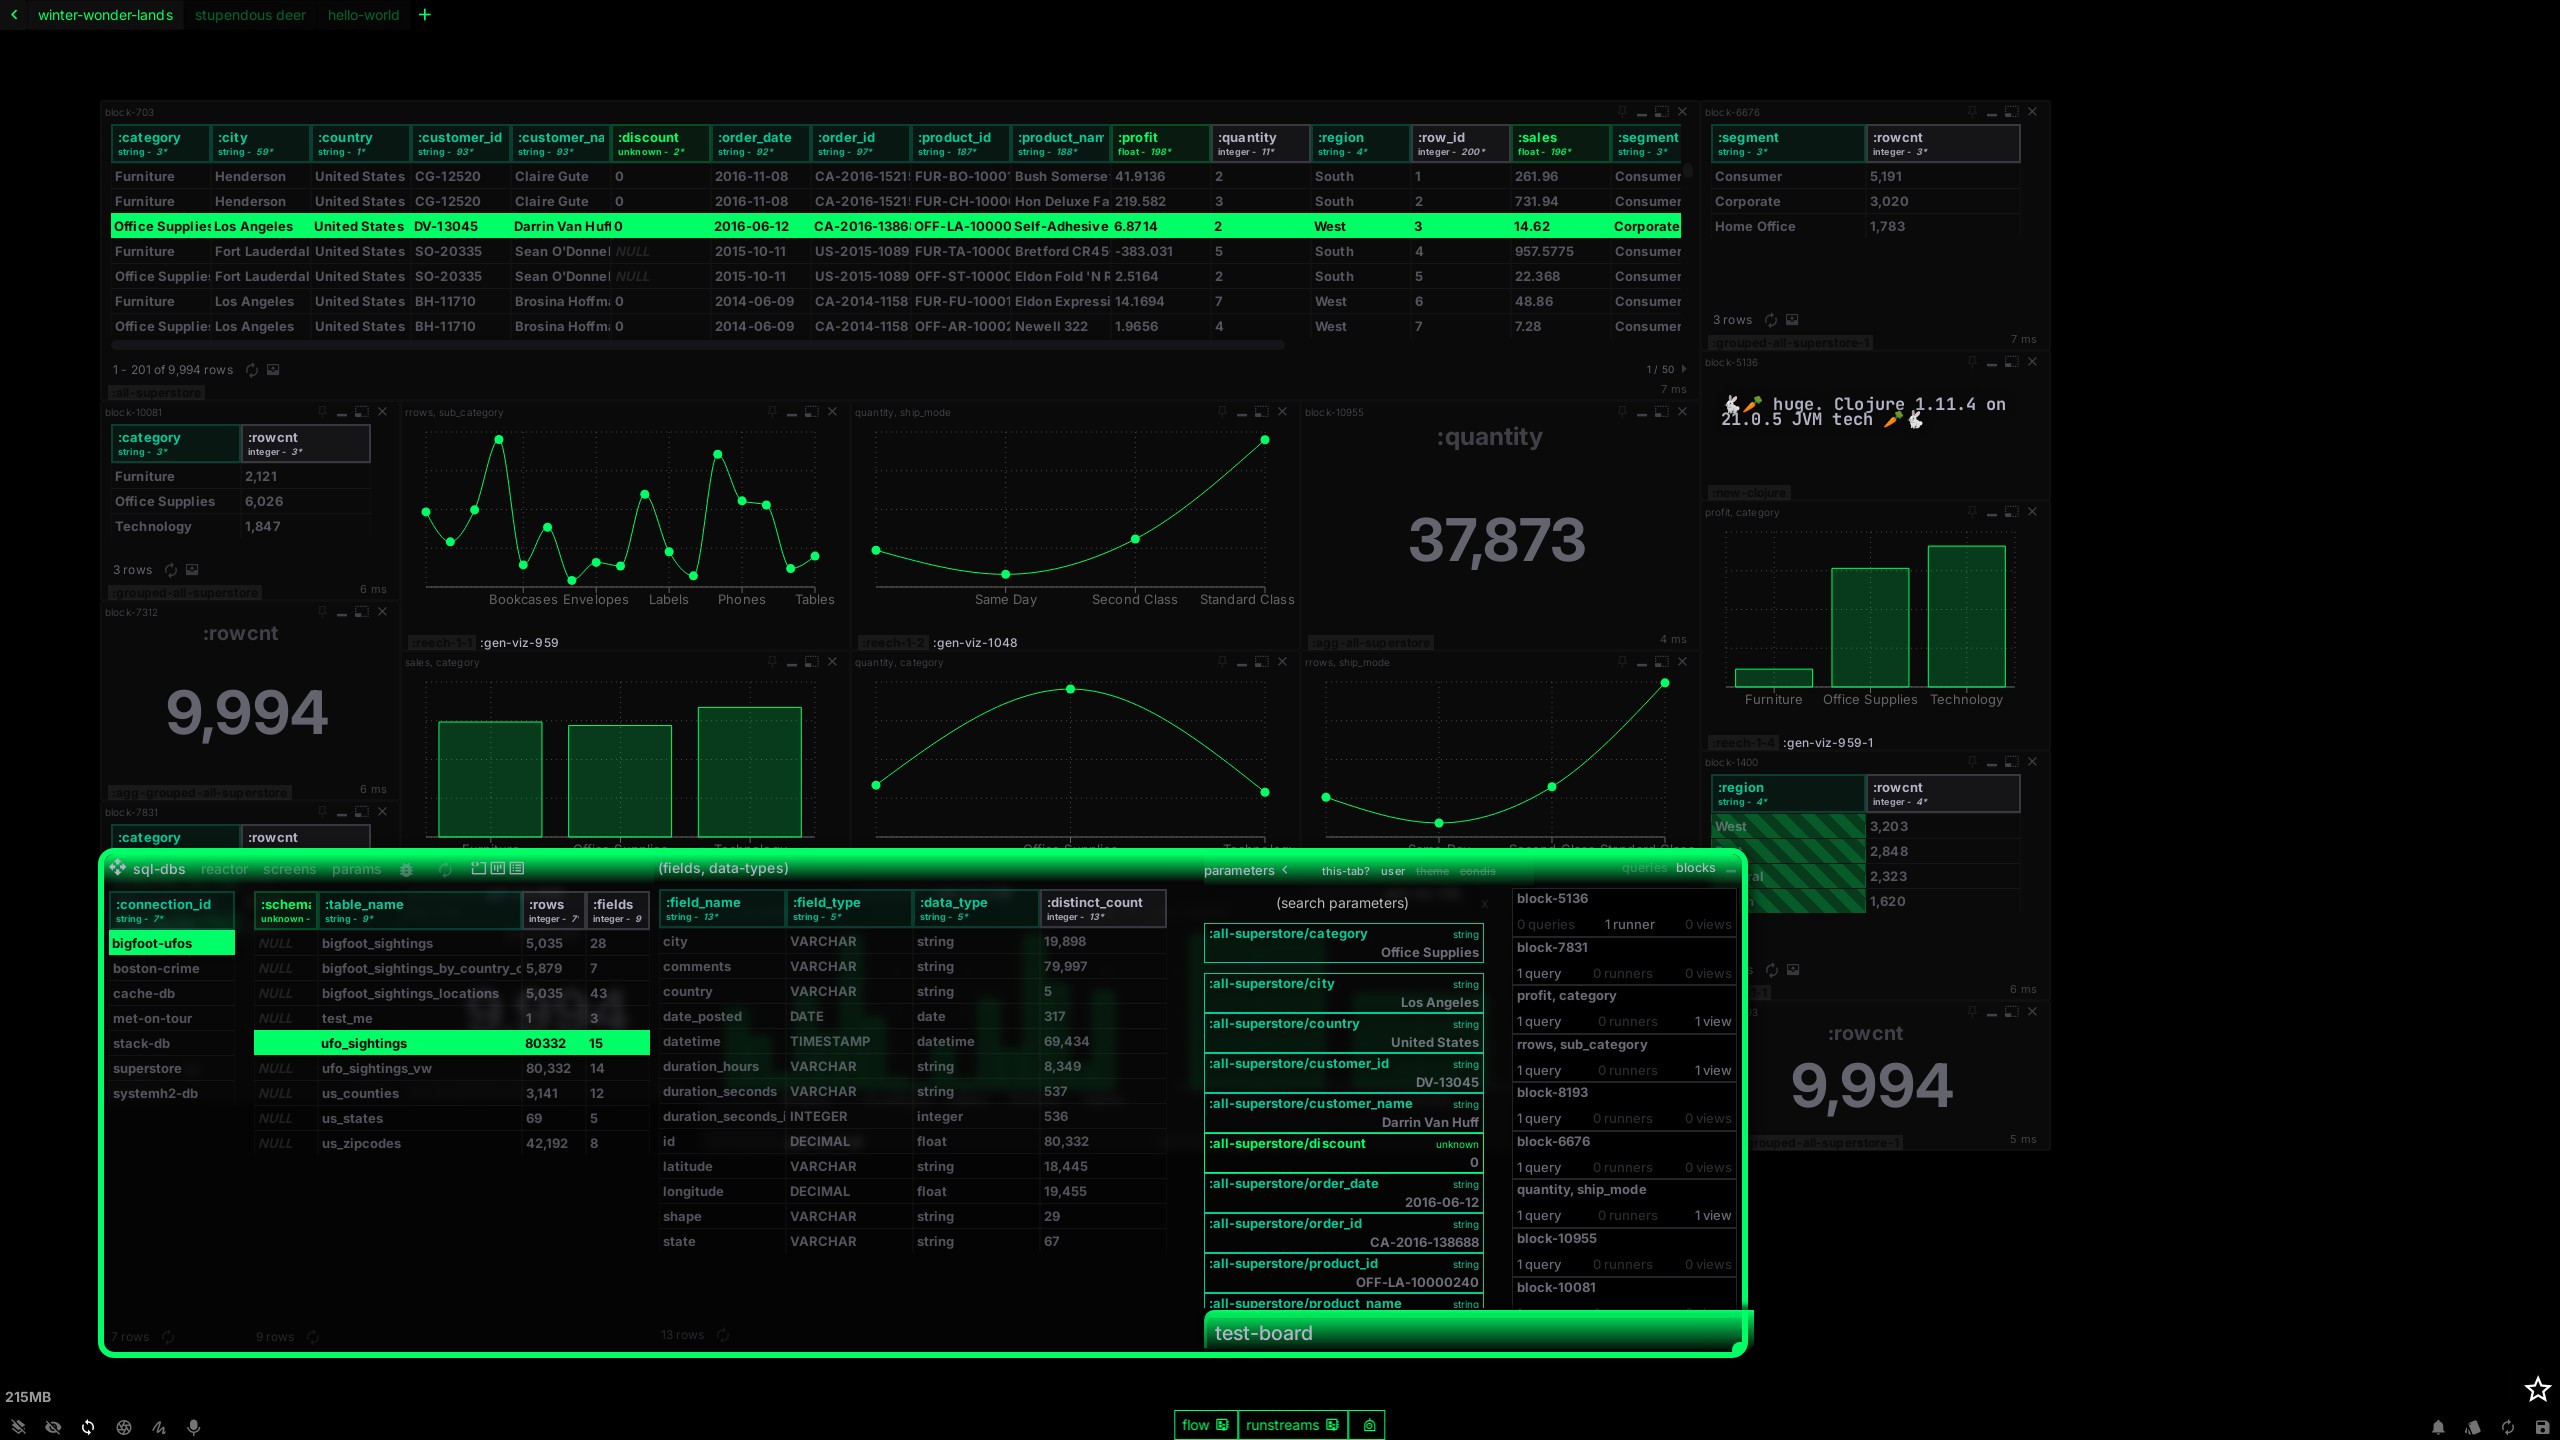 winter-wonder-lands stupendous deer hello-world +
block-703
:category :city :country :customer_id :customer_na :discount :order_date :order_id :product_id :product_nam :profit :quantity :region :row_id :sales :segment
string - 3* string - 59* string - 1* string - 93* string - 93* unknown - 2* string - 92* string - 97* string - 187* string - 188* float - 198* integer - 11* string - 4* integer - 200* float - 196* string - 3*
Furniture Henderson United States CG-12520 Claire Gute 0 2016-11-08 CA-2016-1521 FUR-BO-1000 Bush Somerse 41.9136 2 South 1 261.96 Consumer
Furniture Henderson United States CG-12520 Claire Gute 0 2016-11-08 CA-2016-1521 FUR-CH-1000 Hon Deluxe Fa 219.582 3 South 2 731.94 Consumer
Office Supplies Los Angeles United States DV-13045 Darrin Van Huff 0 2016-06-12 CA-2016-1386 OFF-LA-10000 Self-Adhesive 6.8714 2 West 3 14.62 Corporate
Furniture Fort Lauderdal United States SO-20335 Sean O'Donnel NULL 2015-10-11 US-2015-1089 FUR-TA-1000 Bretford CR45 -383.031 5 South 4 957.5775 Consumer
Office Supplie Fort Lauderdal United States SO-20335 Sean O'Donnel NULL 2015-10-11 US-2015-1089 OFF-ST-1000 Eldon Fold 'N R 2.5164 2 South 5 22.368 Consumer
Furniture Los Angeles United States BH-11710 Brosina Hoffma 0 2014-06-09 CA-2014-1158 FUR-FU-1000 Eldon Expressi 14.1694 7 West 6 48.86 Consumer
Office Supplie Los Angeles United States BH-11710 Brosina Hoffma 0 2014-06-09 CA-2014-1158 OFF-AR-1000 Newell 322 1.9656 4 West 7 7.28 Consumer
1 - 201 of 9,994 rows 1 / 50
:all-superstore 7 ms
block-6676
:segment :rowcnt
string - 3* integer - 3*
Consumer 5,191
Corporate 3,020
Home Office 1,783
3 rows
:grouped-all-superstore-1 7 ms
block-5136
🐇🥕 huge. Clojure 1.11.4 on
21.0.5 JVM tech 🥕🐇
:new-clojure
block-10081
:category :rowcnt
string - 3* integer - 3*
Furniture 2,121
Office Supplies 6,026
Technology 1,847
3 rows
:grouped-all-superstore 6 ms
rrows, sub_category
Bookcases Envelopes Labels Phones Tables
:reech-1-1 :gen-viz-959
quantity, ship_mode
Same Day Second Class Standard Class
:reech-1-2 :gen-viz-1048
block-10955
:quantity
37,873
:agg-all-superstore 4 ms
profit, category
Furniture Office Supplies Technology
:reech-1-4 :gen-viz-959-1
block-7312
:rowcnt
9,994
:agg-grouped-all-superstore 6 ms
sales, category
Furniture Office Supplies Technology
quantity, category
Office Supplies Technology
rrows, ship_mode
Same Day Second Class Standard Class
block-1400
:region :rowcnt
string - 4* integer - 4*
West 3,203
2,848
ral 2,323
1,620
6 ms
:rowcnt
9,994
grouped-all-superstore-1 5 ms
block-7831
:category :rowcnt
sql-dbs reactor screens params
:connection_id
string - 7*
bigfoot-ufos
boston-crime
cache-db
met-on-tour
stack-db
superstore
systemh2-db
7 rows
:schema :table_name :rows :fields
unknown - string - 9* integer - 7 integer - 9
NULL bigfoot_sightings 5,035 28
NULL bigfoot_sightings_by_country_c 5,879 7
NULL bigfoot_sightings_locations 5,035 43
NULL test_me 1 3
ufo_sightings 80332 15
NULL ufo_sightings_vw 80,332 14
NULL us_counties 3,141 12
NULL us_states 69 5
NULL us_zipcodes 42,192 8
9 rows
(fields, data-types)
:field_name :field_type :data_type :distinct_count
string - 13* string - 5* string - 5* integer - 13*
city VARCHAR string 19,898
comments VARCHAR string 79,997
country VARCHAR string 5
date_posted DATE date 317
datetime TIMESTAMP datetime 69,434
duration_hours VARCHAR string 8,349
duration_seconds VARCHAR string 537
duration_seconds_i INTEGER integer 536
id DECIMAL float 80,332
latitude VARCHAR string 18,445
longitude DECIMAL float 19,455
shape VARCHAR string 29
state VARCHAR string 67
13 rows
parameters this-tab? user theme condis
(search parameters) x
:all-superstore/category string
Office Supplies
:all-superstore/city string
Los Angeles
:all-superstore/country string
United States
:all-superstore/customer_id string
DV-13045
:all-superstore/customer_name string
Darrin Van Huff
:all-superstore/discount unknown
0
:all-superstore/order_date string
2016-06-12
:all-superstore/order_id string
CA-2016-138688
:all-superstore/product_id string
OFF-LA-10000240
:all-superstore/product_name string
queries blocks
block-5136
0 queries 1 runner 0 views
block-7831
1 query 0 runners 0 views
profit, category
1 query 0 runners 1 view
rrows, sub_category
1 query 0 runners 1 view
block-8193
1 query 0 runners 0 views
block-6676
1 query 0 runners 0 views
quantity, ship_mode
1 query 0 runners 1 view
block-10955
1 query 0 runners 0 views
block-10081
test-board
215MB
flow runstreams